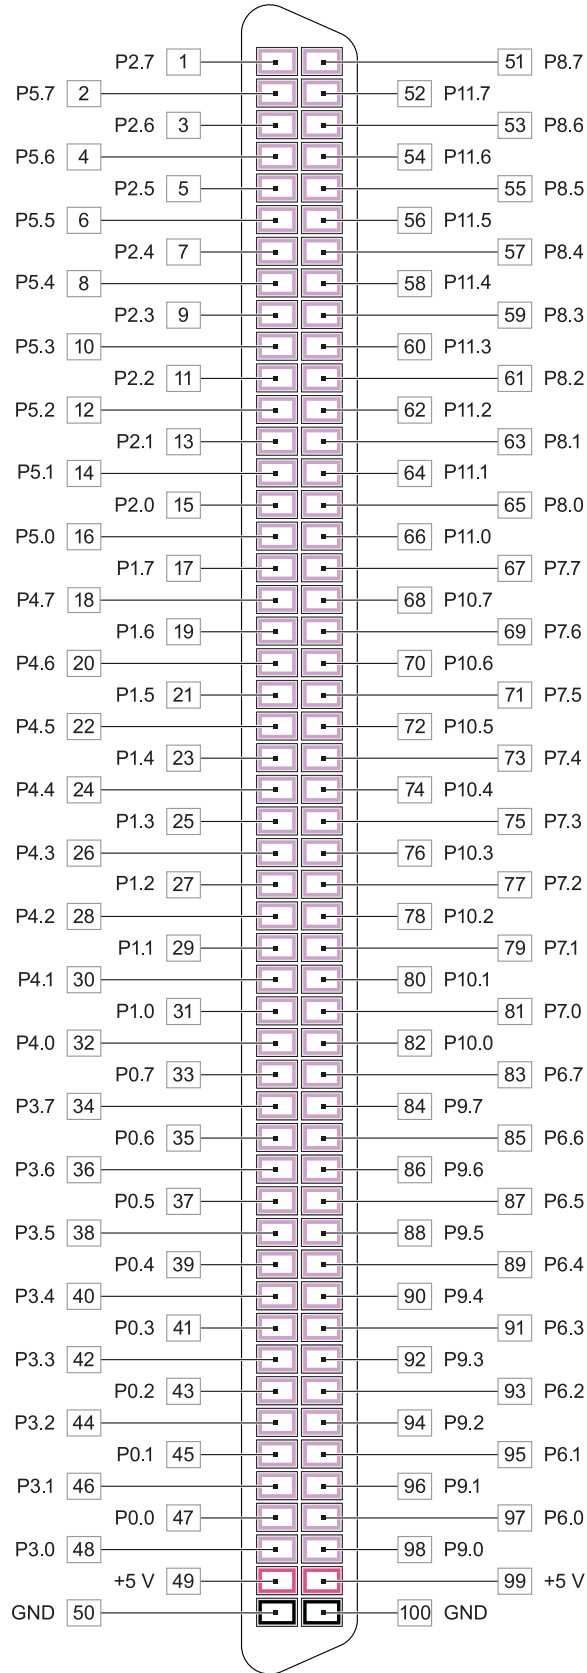 P2.7 1 51 P8.7
P5.7 2 52 P11.7
P2.6 3 53 P8.6
P5.6 4 54 P11.6
P2.5 5 55 P8.5
P5.5 6 56 P11.5
P2.4 7 57 P8.4
P5.4 8 58 P11.4
P2.3 9 59 P8.3
P5.3 10 60 P11.3
P2.2 11 61 P8.2
P5.2 12 62 P11.2
P2.1 13 63 P8.1
P5.1 14 64 P11.1
P2.0 15 65 P8.0
P5.0 16 66 P11.0
P1.7 17 67 P7.7
P4.7 18 68 P10.7
P1.6 19 69 P7.6
P4.6 20 70 P10.6
P1.5 21 71 P7.5
P4.5 22 72 P10.5
P1.4 23 73 P7.4
P4.4 24 74 P10.4
P1.3 25 75 P7.3
P4.3 26 76 P10.3
P1.2 27 77 P7.2
P4.2 28 78 P10.2
P1.1 29 79 P7.1
P4.1 30 80 P10.1
P1.0 31 81 P7.0
P4.0 32 82 P10.0
P0.7 33 83 P6.7
P3.7 34 84 P9.7
P0.6 35 85 P6.6
P3.6 36 86 P9.6
P0.5 37 87 P6.5
P3.5 38 88 P9.5
P0.4 39 89 P6.4
P3.4 40 90 P9.4
P0.3 41 91 P6.3
P3.3 42 92 P9.3
P0.2 43 93 P6.2
P3.2 44 94 P9.2
P0.1 45 95 P6.1
P3.1 46 96 P9.1
P0.0 47 97 P6.0
P3.0 48 98 P9.0
+5 V 49 99 +5 V
GND 50 100 GND